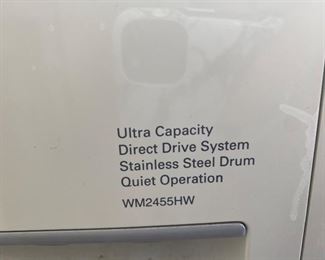 Ultra Capacity
Direct Drive System
Stainless Steel Drum
Quiet Operation
WM2455HW